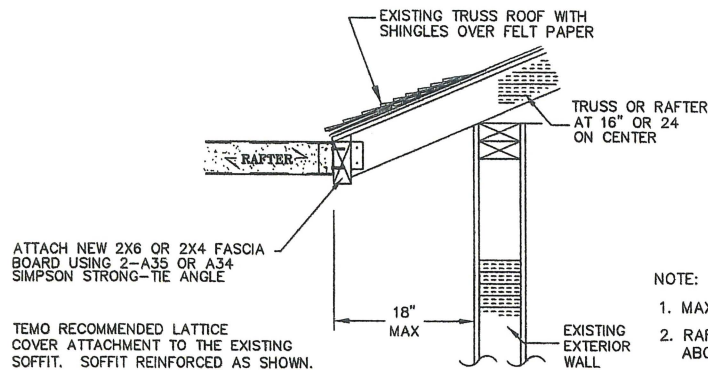 EXISTING TRUSS ROOF WITH
SHINGLES OVER FELT PAPER
TRUSS OR RAFTER
AT 16" OR 24
ON CENTER
RAFTER
ATTACH NEW 2X6 OR 2X4 FASCIA
BOARD USING 2-A35 OR A34
SIMPSON STRONG-TIE ANGLE
18"
MAX
TEMO RECOMMENDED LATTICE
COVER ATTACHMENT TO THE EXISTING
SOFFIT. SOFFIT REINFORCED AS SHOWN.
EXISTING
EXTERIOR
WALL
NOTE:
1. MAX
2.